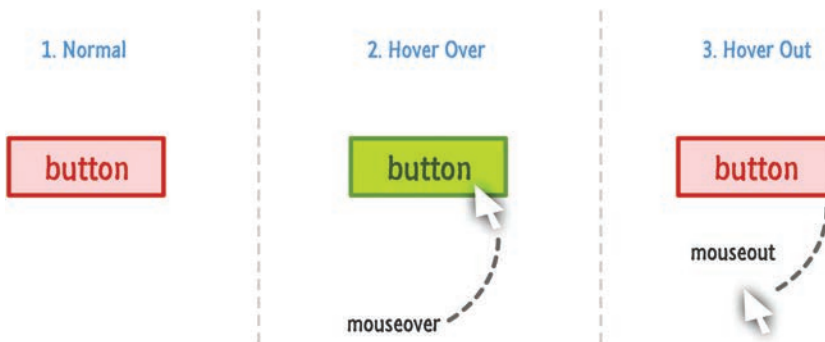 1. Normal
button
2. Hover Over
button
mouseover
3. Hover Out
button
mouseout